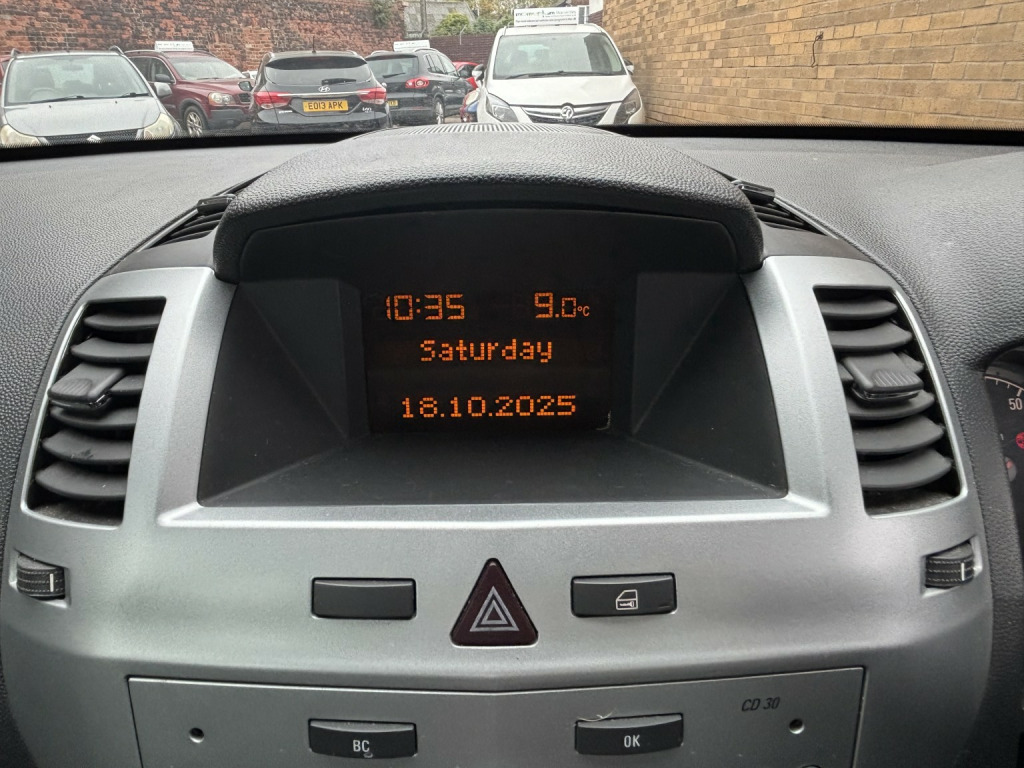 EO13 APK
10:35 9.0°C
Saturday
18.10.2025
50
CD 30
BC
OK